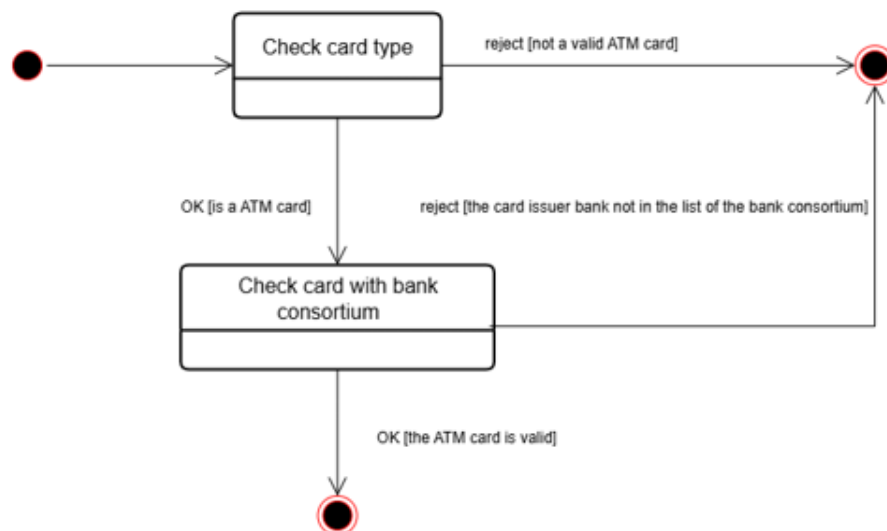 Check card type
reject [not a valid ATM card]
OK [is a ATM card]
reject [the card issuer bank not in the list of the bank consortium]
Check card with bank
consortium
OK [the ATM card is valid]